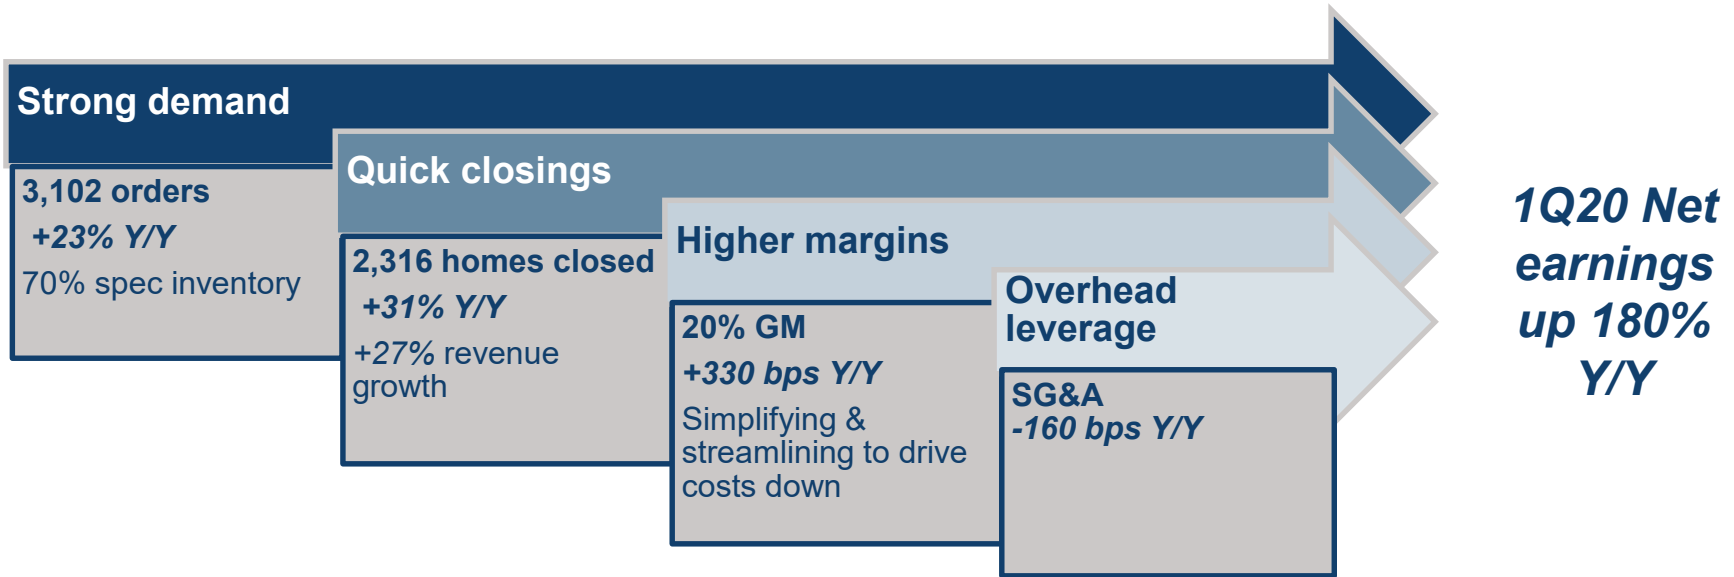 Strong demand
3,102 orders
+23% Y/Y
70% spec inventory
Quick closings
2,316 homes closed
+31% Y/Y
+27% revenue
growth
Higher margins
20% GM
+330 bps Y/Y
Simplifying &
streamlining to drive
costs down
Overhead
leverage
SG&A
-160 bps Y/Y
1Q20 Net
earnings
up 180%
Y/Y